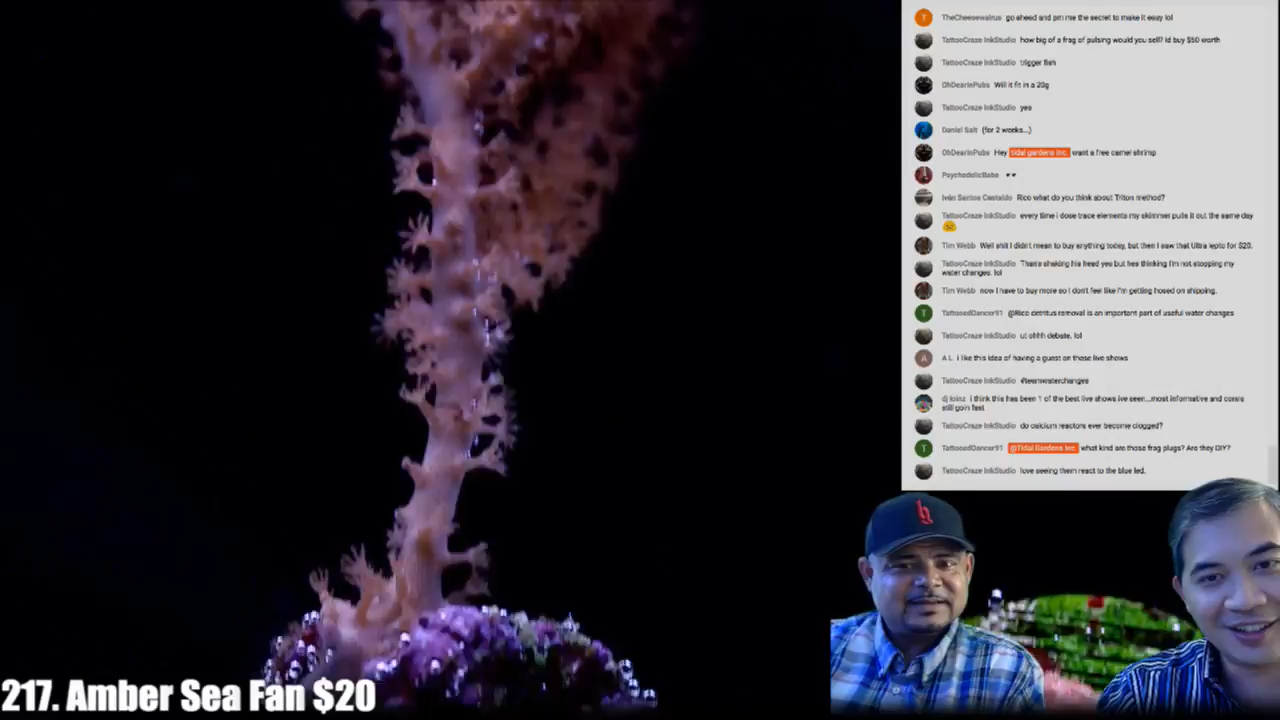 TheCheesewalrus go ahead and pm me the secret to make it easy lol
TattooCraze InkStudio how big of a frag of pulsing would you sell? id buy $50 worth
TattooCraze InkStudio trigger fish
OhDearinPubs Will it fit in a 20g
TattooCraze InkStudio yes
Daniel Salt (for 2 weeks...)
OhDearinPubs Hey tidal gardens inc. want a free camel shrimp
PsychedelicBabe
Iván Santos Castaldo Rico what do you think about Triton method?
TattooCraze InkStudio every time i dose trace elements my skimmer pulls it out the same day
Tim Webb Well shit I didn't mean to buy anything today, but then I saw that Ultra lepto for $20.
TattooCraze InkStudio Than's shaking his head yes but hes thinking I'm not stopping my
water changes. lol
Tim Webb now I have to buy more so I don't feel like I'm getting hosed on shipping.
TattooedDancer91 @Rico detritus removal is an important part of useful water changes
TattooCraze InkStudio ut ohhh debate. lol
A L i like this idea of having a guest on those live shows
TattooCraze InkStudio #teamwaterchanges
i think this has been 1 of the best live shows ive seen...most informative and corals
still goin feet
TattooCraze InkStudio do calcium reactors ever become clogged?
T TattooedDancer91 @Tidal Gardens Inc. what kind are those frag plugs? Are they DIY?
TattooCraze InkStudio love seeing them react to the blue led.
217. Amber Sea Fan $20